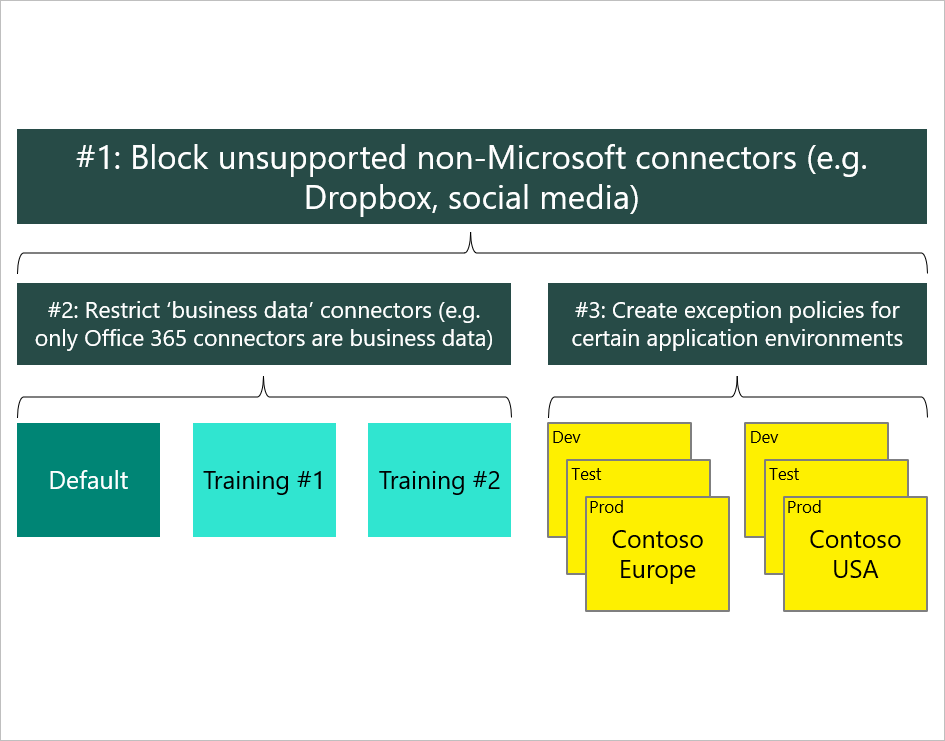 #1: Block unsupported non-Microsoft connectors (e.g.
Dropbox, social media)
#2: Restrict ‘business data’ connectors (e.g.
only Office 365 connectors are business data)
#3: Create exception policies for
certain application environments
Default
Training #1
Training #2
Dev
Test
Prod
Contoso
Europe
Dev
Test
Prod
Contoso
USA